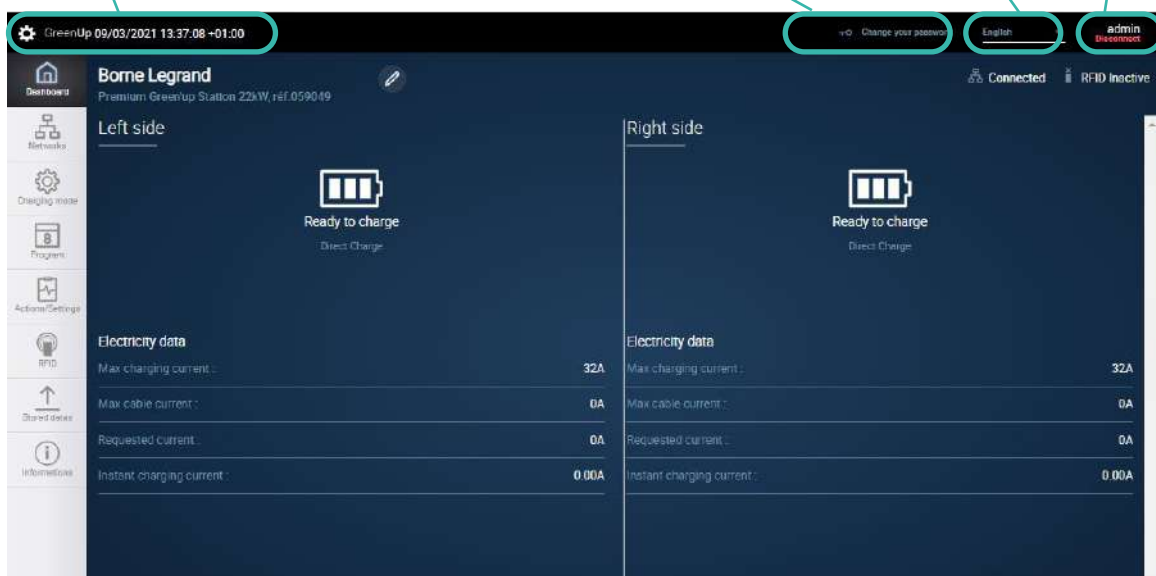 GreenUp 09/03/2021 13:37:08 +01:00
Change your password
English
admin
Disconnect
Dashboard
Borne Legrand
Premium Green'up Station 22kW, réf.059049
Connected
RFID Inactive
Networks
Charging mode
Program
Actions/Settings
RFID
Stored datas
Informations
Left side
Ready to charge
Direct Charge
Electricity data
Max charging current : 32A
Max cable current : 0A
Requested current : 0A
Instant charging current : 0.00A
Right side
Ready to charge
Direct Charge
Electricity data
Max charging current : 32A
Max cable current : 0A
Requested current : 0A
Instant charging current : 0.00A